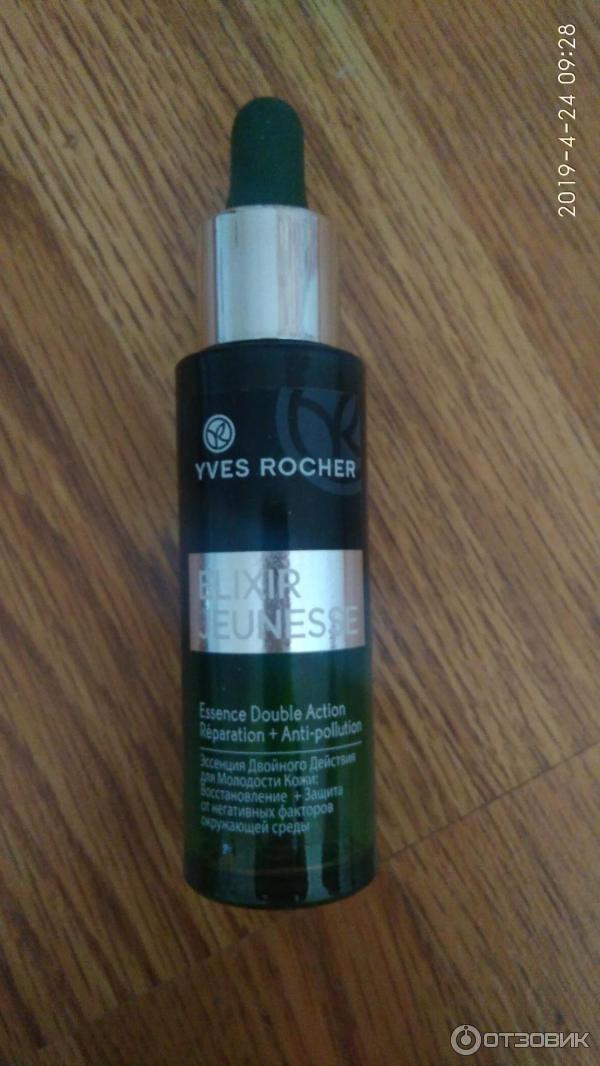 2019-4-24 09:28
YVES ROCHER
ELIXIR
JEUNESSE
Essence Double Action
Réparation + Anti-pollution
Эссенция Двойного Действия
для Молодости Кожи:
Восстановление + Защита
от негативных факторов
окружающей среды
ОТЗОВИК